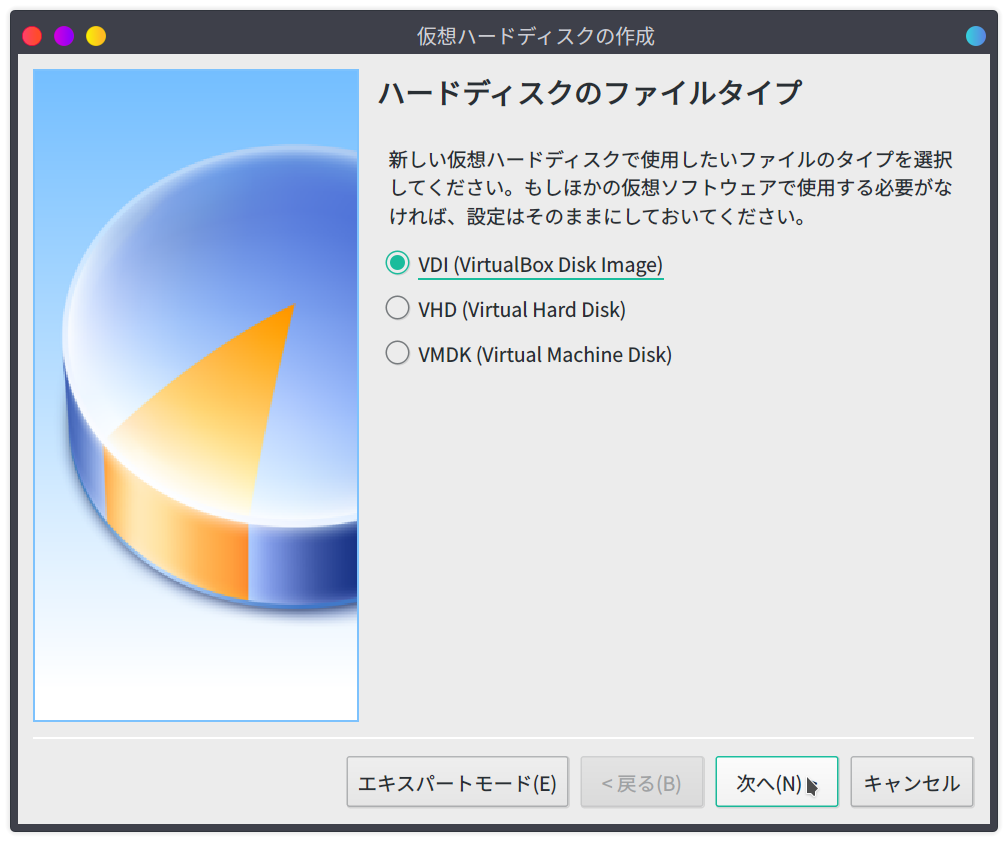 仮想ハードディスクの作成
ハードディスクのファイルタイプ
新しい仮想ハードディスクで使用したいファイルのタイプを選択
してください。もしほかの仮想ソフトウェアで使用する必要がな
ければ、設定はそのままにしておいてください。
VDI (VirtualBox Disk Image)
VHD (Virtual Hard Disk)
VMDK (Virtual Machine Disk)
エキスパートモード(E)
< 戻る(B)
次へ(N)
キャンセル